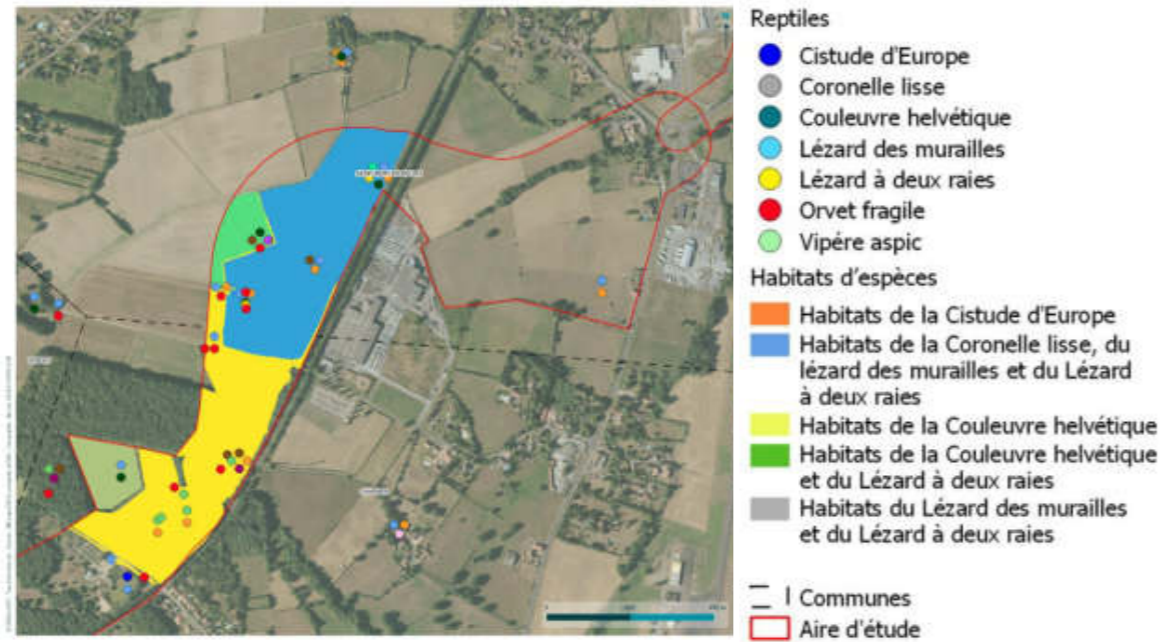 Reptiles
Cistude d'Europe
Coronelle lisse
Couleuvre helvétique
Lézard des murailles
Lézard à deux raies
Orvet fragile
Vipére aspic
Habitats d'espèces
Habitats de la Cistude d'Europe
Habitats de la Coronelle lisse, du
lézard des murailles et du Lézard
à deux raies
Habitats de la Couleuvre helvétique
Habitats de la Couleuvre helvétique
et du Lézard à deux raies
Habitats du Lézard des murailles
et du Lézard à deux raies
Communes
Aire d'étude